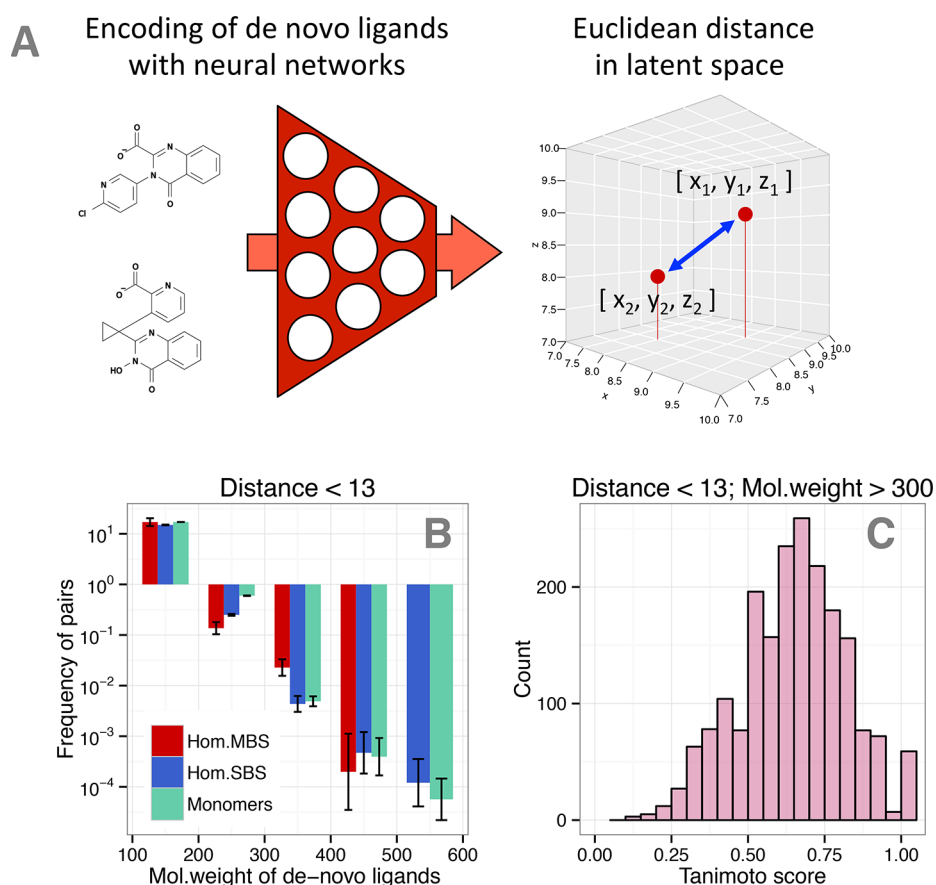 A
Encoding of de novo ligands
with neural networks
Euclidean distance
in latent space
O
O-
N
N
N
O
Cl
O
O-
N
N
N
HO
O
[ x1, y1, z1 ]
[ x2, y2, z2 ]
10.0
9.5
9.0
8.5
8.0
7.5
7.0
z
7.0
7.5
8.0
8.5
9.0
9.5
10.0
x
7.0
7.5
8.0
8.5
9.0
9.5
10.0
y
Distance < 13
B
Frequency of pairs
10^1
10^0
10^−1
10^−2
10^−3
10^−4
Hom.MBS
Hom.SBS
Monomers
100 200 300 400 500 600
Mol.weight of de−novo ligands
Distance < 13; Mol.weight > 300
C
Count
200
100
0
0.00 0.25 0.50 0.75 1.00
Tanimoto score